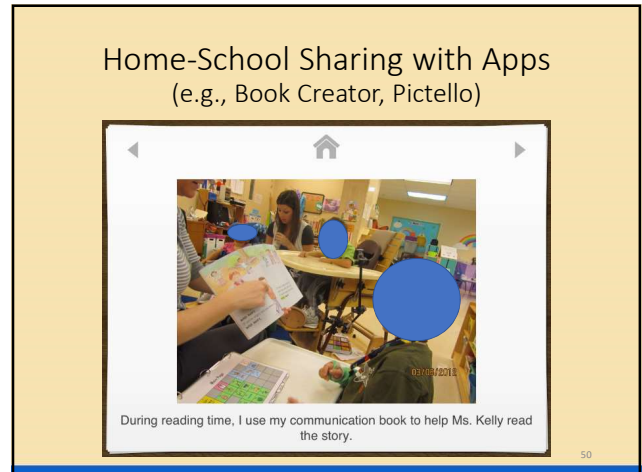 Home-School Sharing with Apps
(e.g., Book Creator, Pictello)
03/08/2012
During reading time, I use my communication book to help Ms. Kelly read
the story.
50